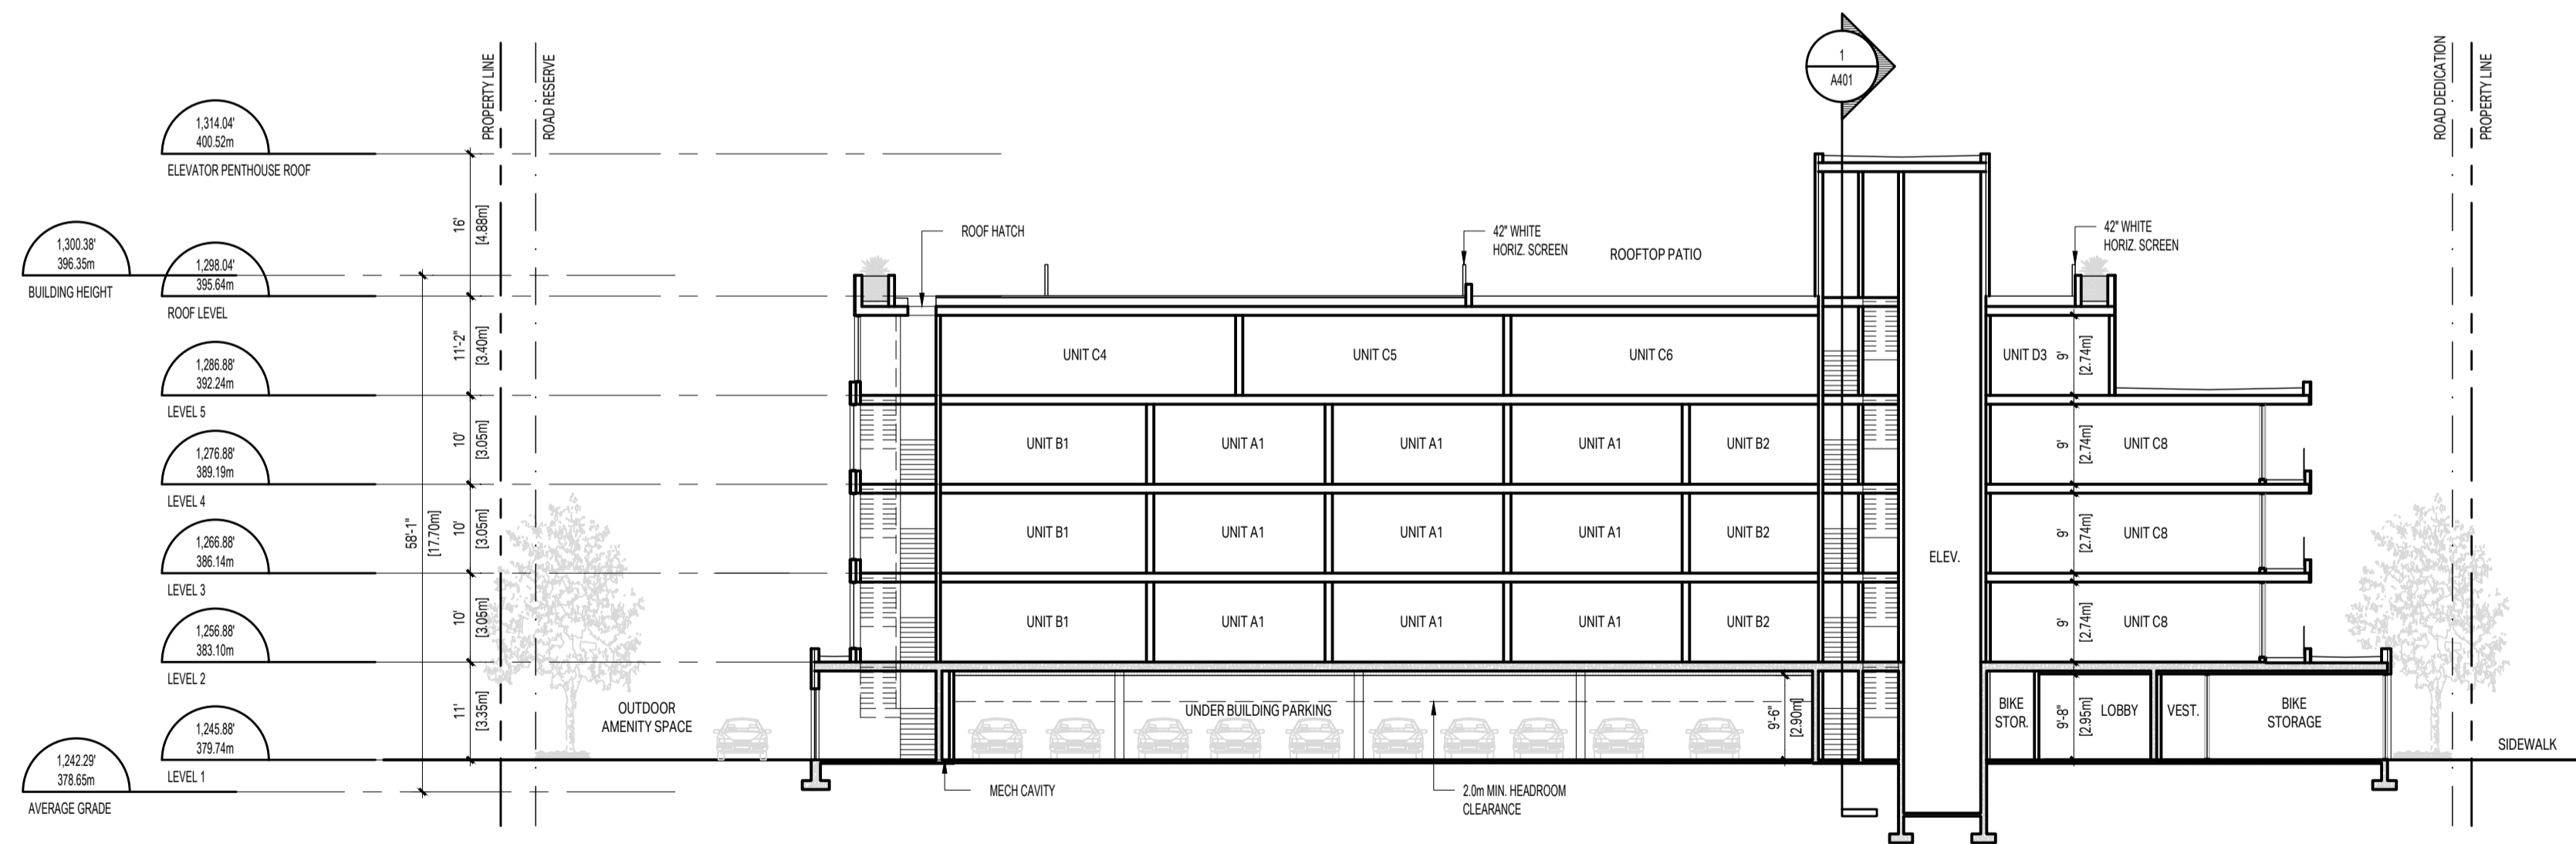 1
A401
PROPERTY LINE
ROAD RESERVE
ROAD DEDICATION
PROPERTY LINE
1,314.04'
400.52m
ELEVATOR PENTHOUSE ROOF
16'
[4.88m]
1,300.38'
396.35m
BUILDING HEIGHT
1,298.04'
395.64m
ROOF LEVEL
ROOF HATCH
42" WHITE
HORIZ. SCREEN
ROOFTOP PATIO
42" WHITE
HORIZ. SCREEN
11'-2"
[3.40m]
1,286.88'
392.24m
LEVEL 5
UNIT C4
UNIT C5
UNIT C6
UNIT D3
9'
[2.74m]
10'
[3.05m]
1,276.88'
389.19m
LEVEL 4
UNIT B1
UNIT A1
UNIT A1
UNIT A1
UNIT B2
9'
[2.74m]
UNIT C8
58'-1"
[17.70m]
10'
[3.05m]
1,266.88'
386.14m
LEVEL 3
UNIT B1
UNIT A1
UNIT A1
UNIT A1
UNIT B2
ELEV.
9'
[2.74m]
UNIT C8
10'
[3.05m]
1,256.88'
383.10m
LEVEL 2
UNIT B1
UNIT A1
UNIT A1
UNIT A1
UNIT B2
9'
[2.74m]
UNIT C8
11'
[3.35m]
1,245.88'
379.74m
LEVEL 1
OUTDOOR
AMENITY SPACE
UNDER BUILDING PARKING
9'-6"
[2.90m]
BIKE
STOR.
9'-8"
[2.95m]
LOBBY
VEST.
BIKE
STORAGE
SIDEWALK
1,242.29'
378.65m
AVERAGE GRADE
MECH CAVITY
2.0m MIN. HEADROOM
CLEARANCE